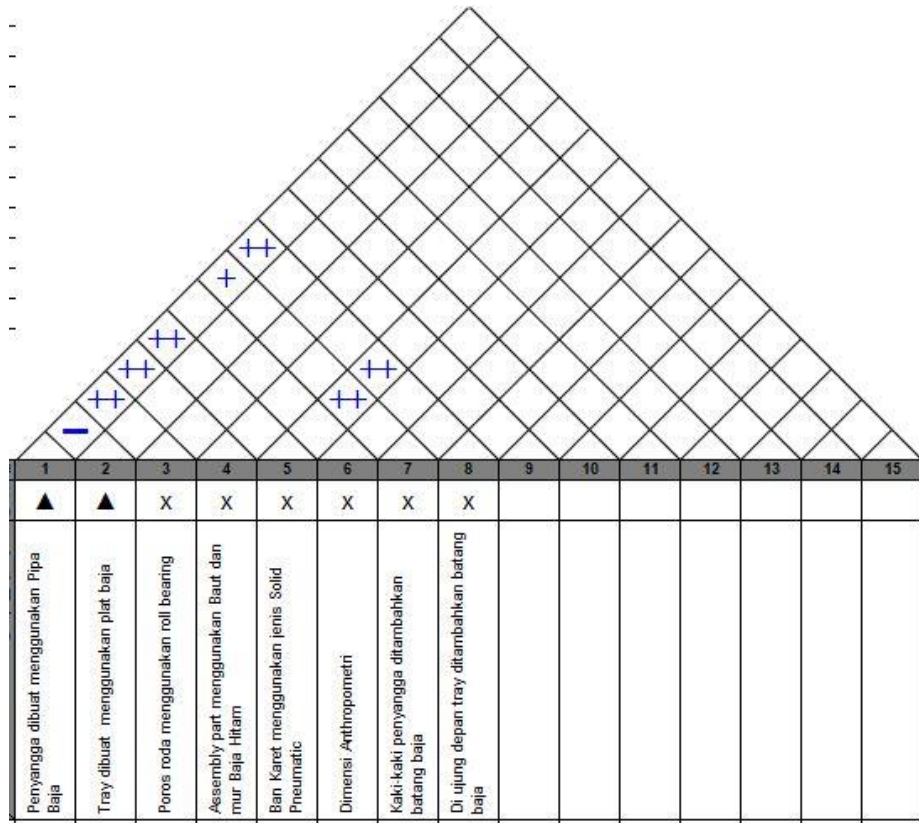 ++
+
++
++
++
++
++
−
1 2 3 4 5 6 7 8 9 10 11 12 13 14 15
▲ ▲ X X X X X X
Penyangga dibuat menggunakan Pipa
Baja
Tray dibuat menggunakan plat baja
Poros roda menggunakan roll bearing
Assembly part menggunakan Baut dan
mur Baja Hitam
Ban Karet menggunakan jenis Solid
Pneumatic
Dimensi Anthropometri
Kaki-kaki penyangga ditambahkan
batang baja
Di ujung depan tray ditambahkan batang
baja